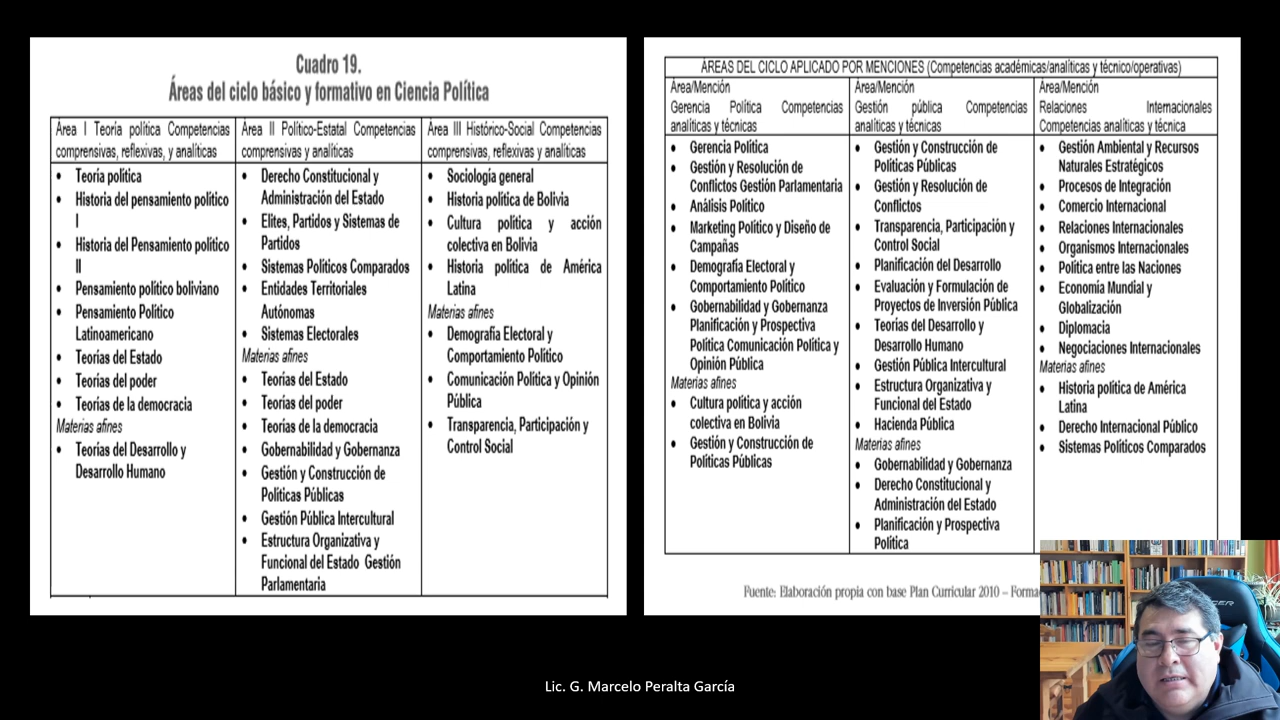 Cuadro 19.
Áreas del ciclo básico y formativo en Ciencia Política
Área I Teoría política Competencias
comprensivas, reflexivas, y analíticas
Teoría política
Historia del pensamiento político
I
Historia del Pensamiento político
II
Pensamiento político boliviano
Pensamiento Político
Latinoamericano
Teorías del Estado
Teorías del poder
Teorías de la democracia
Materias afines
Teorías del Desarrollo y
Desarrollo Humano
Área II Político-Estatal Competencias
comprensivas y analíticas
Derecho Constitucional y
Administración del Estado
Elites, Partidos y Sistemas de
Partidos
Sistemas Políticos Comparados
Entidades Territoriales
Autónomas
Sistemas Electorales
Materias afines
Teorías del Estado
Teorías del poder
Teorías de la democracia
Gobernabilidad y Gobernanza
Gestión y Construcción de
Políticas Públicas
Gestión Pública Intercultural
Estructura Organizativa y
Funcional del Estado Gestión
Parlamentaria
Área III Histórico-Social Competencias
comprensivas, reflexivas y analíticas
Sociología general
Historia política de Bolivia
Cultura política y acción
colectiva en Bolivia
Historia política de América
Latina
Materias afines
Demografía Electoral y
Comportamiento Político
Comunicación Política y Opinión
Pública
Transparencia, Participación y
Control Social
ÁREAS DEL CICLO APLICADO POR MENCIONES (Competencias académicas/analíticas y técnico/operativas)
Área/Mención
Gerencia Política Competencias
analíticas y técnicas
Gerencia Política
Gestión y Resolución de
Conflictos Gestión Parlamentaria
Análisis Político
Marketing Político y Diseño de
Campañas
Demografía Electoral y
Comportamiento Político
Gobernabilidad y Gobernanza
Planificación y Prospectiva
Política Comunicación Política y
Opinión Pública
Materias afines
Cultura política y acción
colectiva en Bolivia
Gestión y Construcción de
Políticas Públicas
Área/Mención
Gestión pública Competencias
analíticas y técnicas
Gestión y Construcción de
Políticas Públicas
Gestión y Resolución de
Conflictos
Transparencia, Participación y
Control Social
Planificación del Desarrollo
Evaluación y Formulación de
Proyectos de Inversión Pública
Teorías del Desarrollo y
Desarrollo Humano
Gestión Pública Intercultural
Estructura Organizativa y
Funcional del Estado
Hacienda Pública
Materias afines
Gobernabilidad y Gobernanza
Derecho Constitucional y
Administración del Estado
Planificación y Prospectiva
Política
Área/Mención
Relaciones Internacionales
Competencias analíticas y técnica
Gestión Ambiental y Recursos
Naturales Estratégicos
Procesos de Integración
Comercio Internacional
Relaciones Internacionales
Organismos Internacionales
Política entre las Naciones
Economía Mundial y
Globalización
Diplomacia
Negociaciones Internacionales
Materias afines
Historia política de América
Latina
Derecho Internacional Público
Sistemas Políticos Comparados
Fuente: Elaboración propia con base Plan Curricular 2010 –
Lic. G. Marcelo Peralta García